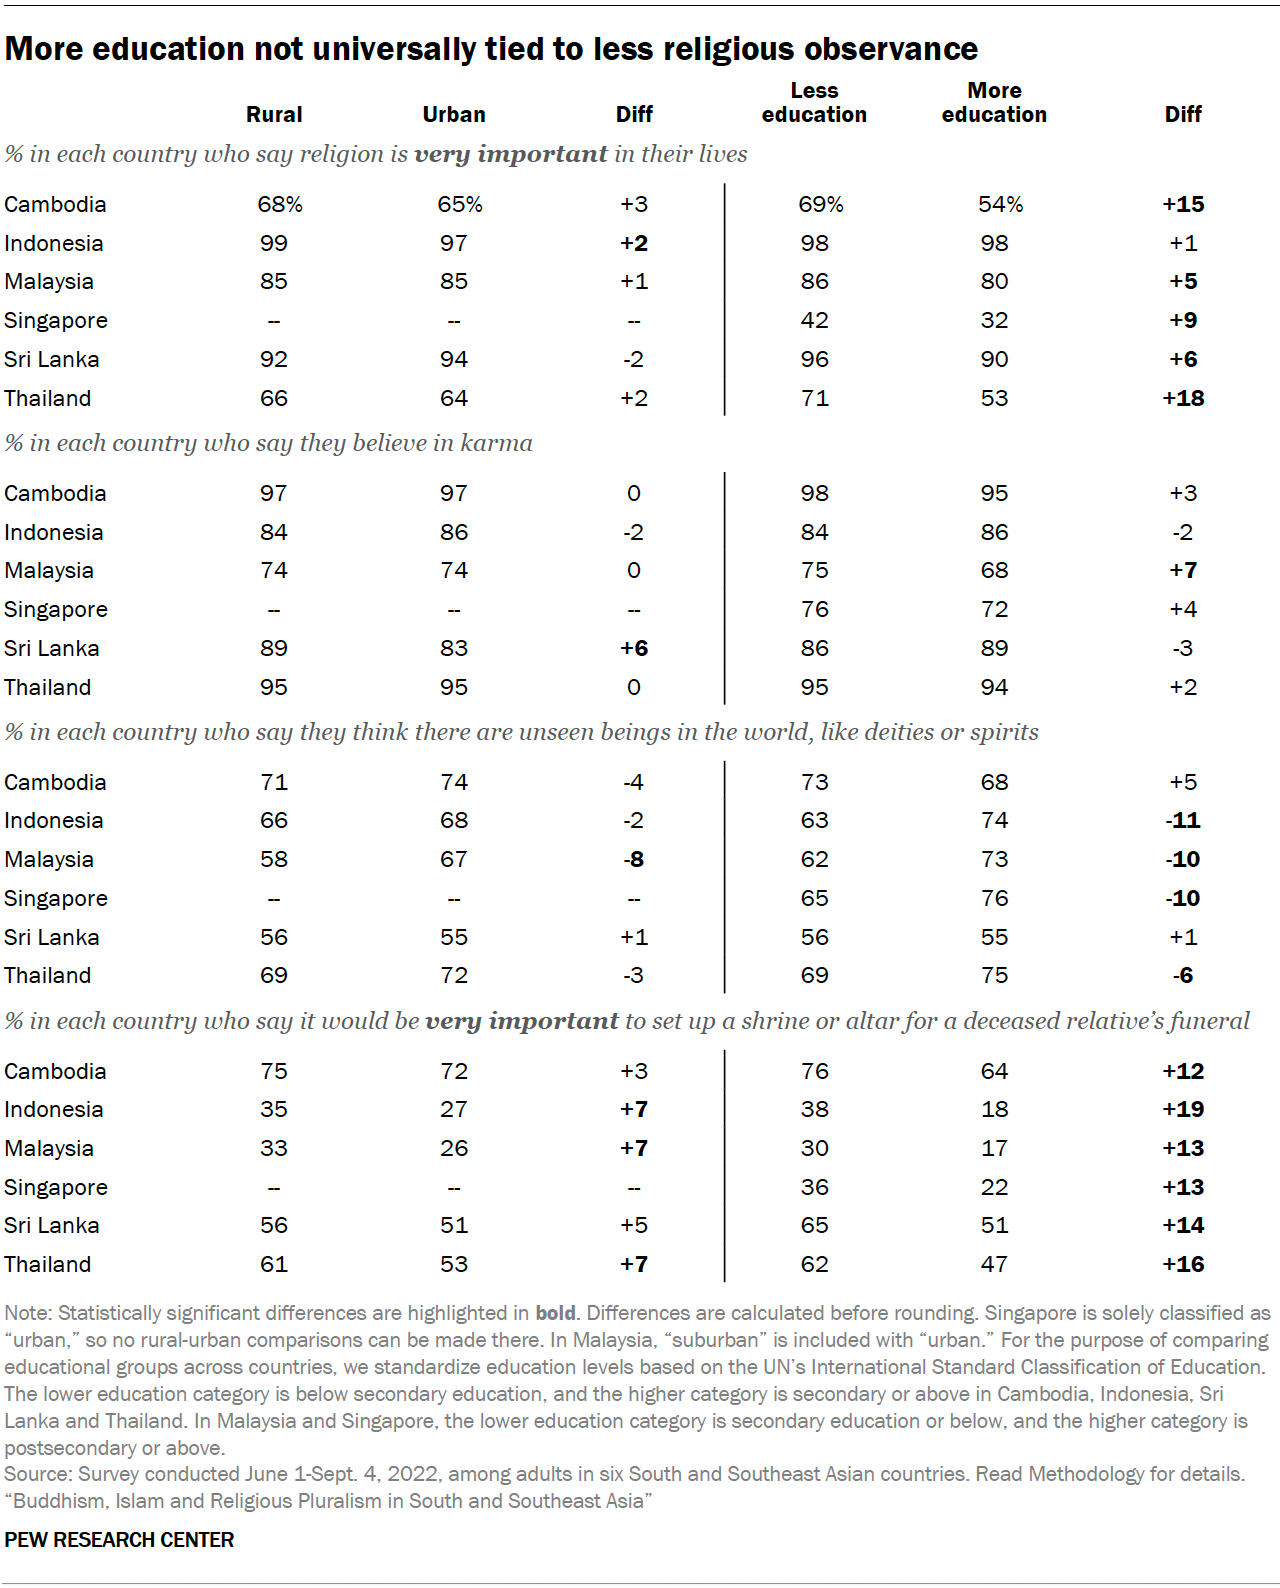 More education not universally tied to less religious observance
Rural Urban Diff Less education More education Diff
% in each country who say religion is very important in their lives
Cambodia 68% 65% +3 69% 54% +15
Indonesia 99 97 +2 98 98 +1
Malaysia 85 85 +1 86 80 +5
Singapore -- -- -- 42 32 +9
Sri Lanka 92 94 -2 96 90 +6
Thailand 66 64 +2 71 53 +18
% in each country who say they believe in karma
Cambodia 97 97 0 98 95 +3
Indonesia 84 86 -2 84 86 -2
Malaysia 74 74 0 75 68 +7
Singapore -- -- -- 76 72 +4
Sri Lanka 89 83 +6 86 89 -3
Thailand 95 95 0 95 94 +2
% in each country who say they think there are unseen beings in the world, like deities or spirits
Cambodia 71 74 -4 73 68 +5
Indonesia 66 68 -2 63 74 -11
Malaysia 58 67 -8 62 73 -10
Singapore -- -- -- 65 76 -10
Sri Lanka 56 55 +1 56 55 +1
Thailand 69 72 -3 69 75 -6
% in each country who say it would be very important to set up a shrine or altar for a deceased relative’s funeral
Cambodia 75 72 +3 76 64 +12
Indonesia 35 27 +7 38 18 +19
Malaysia 33 26 +7 30 17 +13
Singapore -- -- -- 36 22 +13
Sri Lanka 56 51 +5 65 51 +14
Thailand 61 53 +7 62 47 +16
Note: Statistically significant differences are highlighted in bold. Differences are calculated before rounding. Singapore is solely classified as
“urban,” so no rural-urban comparisons can be made there. In Malaysia, “suburban” is included with “urban.” For the purpose of comparing
educational groups across countries, we standardize education levels based on the UN’s International Standard Classification of Education.
The lower education category is below secondary education, and the higher category is secondary or above in Cambodia, Indonesia, Sri
Lanka and Thailand. In Malaysia and Singapore, the lower education category is secondary education or below, and the higher category is
postsecondary or above.
Source: Survey conducted June 1-Sept. 4, 2022, among adults in six South and Southeast Asian countries. Read Methodology for details.
“Buddhism, Islam and Religious Pluralism in South and Southeast Asia”
PEW RESEARCH CENTER